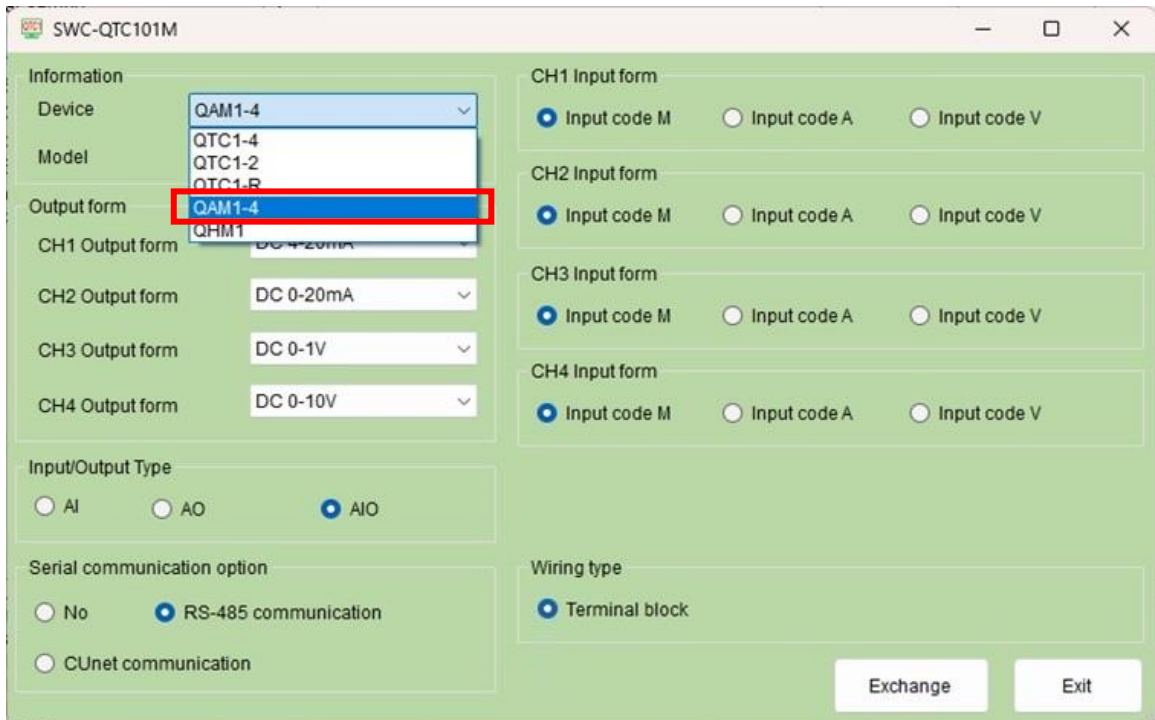 SWC-QTC101M
Information
Device QAM1-4
QTC1-4
Model QTC1-2
QTC1-R
Output form QAM1-4
QHM1
CH1 Output form DC 4-20mA
CH2 Output form DC 0-20mA
CH3 Output form DC 0-1V
CH4 Output form DC 0-10V
Input/Output Type
AI AO AIO
Serial communication option
No RS-485 communication
CUnet communication
CH1 Input form
Input code M Input code A Input code V
CH2 Input form
Input code M Input code A Input code V
CH3 Input form
Input code M Input code A Input code V
CH4 Input form
Input code M Input code A Input code V
Wiring type
Terminal block
Exchange Exit